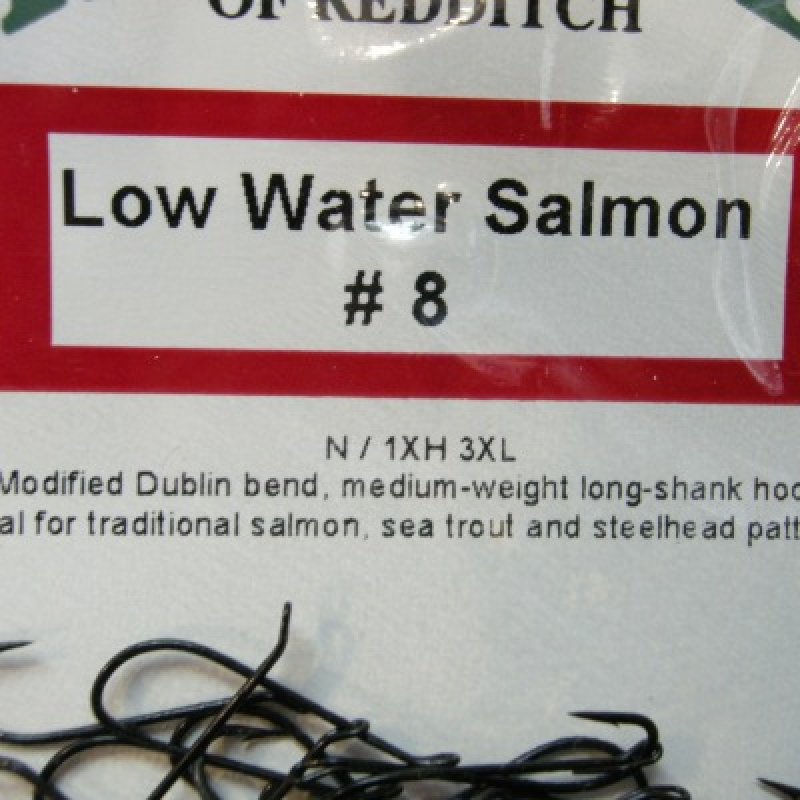 OF REDDITCH
Low Water Salmon
# 8
N / 1XH 3XL
Modified Dublin bend, medium-weight long-shank
for traditional salmon, sea trout and steelhead